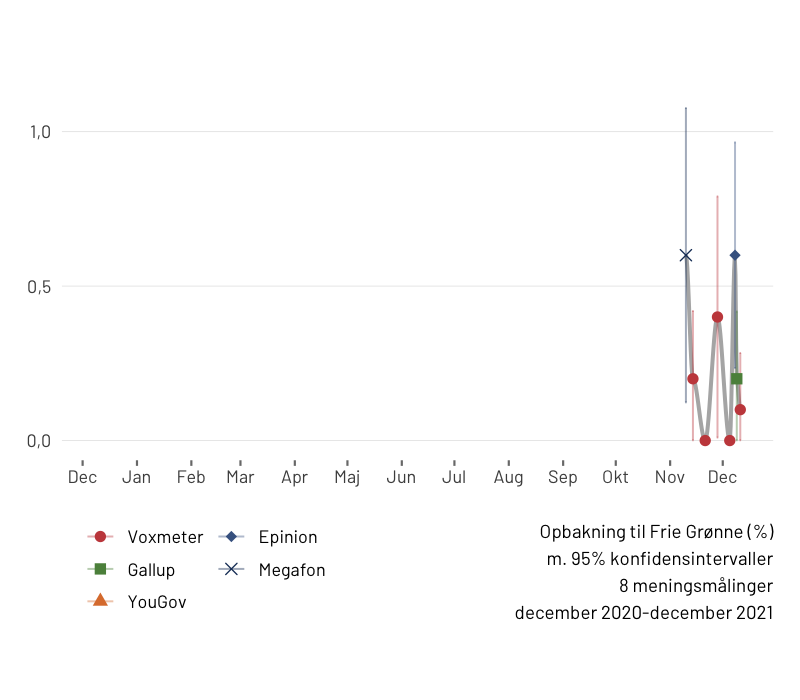 1,0
0,5
0,0
Dec Jan Feb Mar Apr Maj Jun Jul Aug Sep Okt Nov Dec
Voxmeter Epinion
Gallup Megafon
YouGov
Opbakning til Frie Grønne (%)
m. 95% konfidensintervaller
8 meningsmålinger
december 2020-december 2021